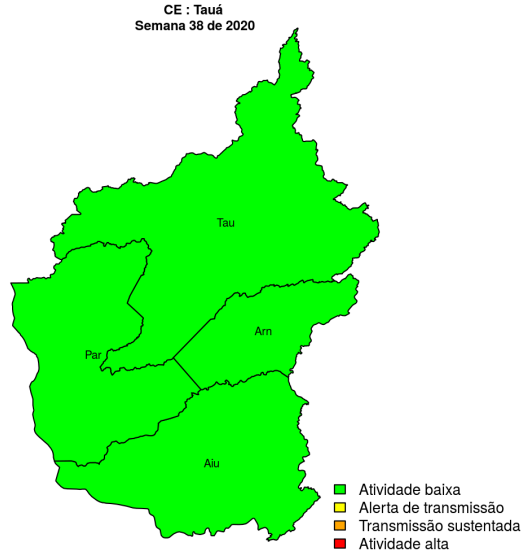 CE : Tauá
Semana 38 de 2020
Tau
Arn
Par
Aiu
Atividade baixa
Alerta de transmissão
Transmissão sustentada
Atividade alta